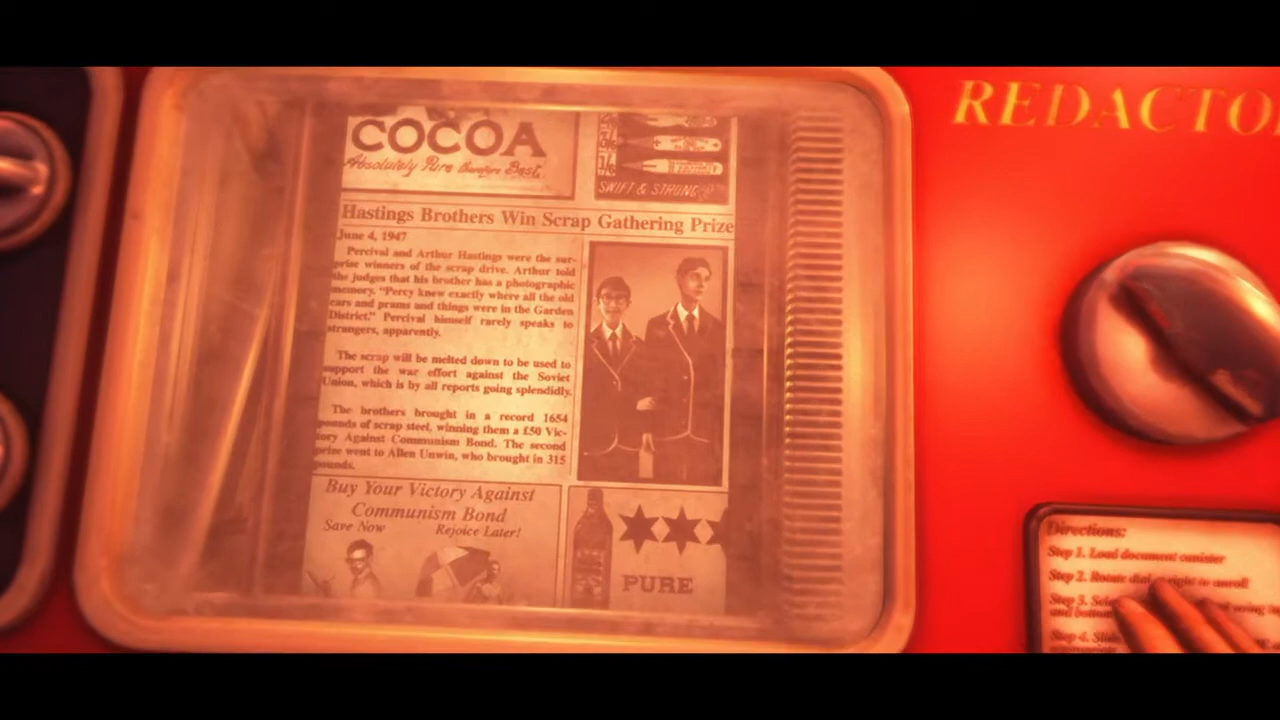 REDACTO
COCOA
Absolutely Pure therefore Best.
SWIFT & STRONG
Hastings Brothers Win Scrap Gathering Prize
June 4, 1947
Percival and Arthur Hastings were the sur-
prise winners of the scrap drive. Arthur told
the judges that his brother has a photographic
memory. “Percy knew exactly where all the old
cars and prams and things were in the Garden
District.” Percival himself rarely speaks to
strangers, apparently.
The scrap will be melted down to be used to
support the war effort against the Soviet
Union, which is by all reports going splendidly.
The brothers brought in a record 1654
pounds of scrap steel, winning them a £50 Vic-
tory Against Communism Bond. The second
prize went to Allen Unwin, who brought in 315
pounds.
Buy Your Victory Against
Communism Bond
Save Now
Rejoice Later!
PURE
Directions:
Step 1. Load document canister
Step 2. Rotate dial right to unroll
Step 3.
and bottom
Step 4.